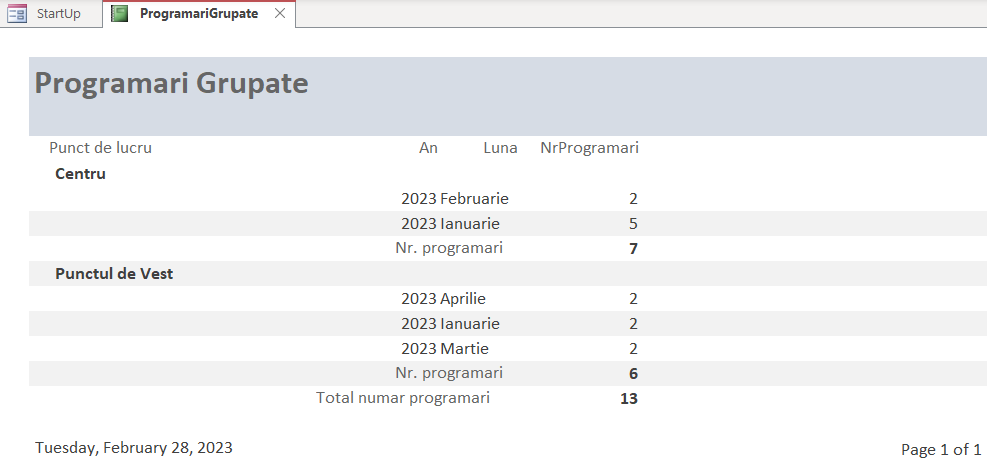 StartUp ProgramariGrupate
Programari Grupate
Punct de lucru An Luna NrProgramari
Centru
2023 Februarie 2
2023 Ianuarie 5
Nr. programari 7
Punctul de Vest
2023 Aprilie 2
2023 Ianuarie 2
2023 Martie 2
Nr. programari 6
Total numar programari 13
Tuesday, February 28, 2023 Page 1 of 1